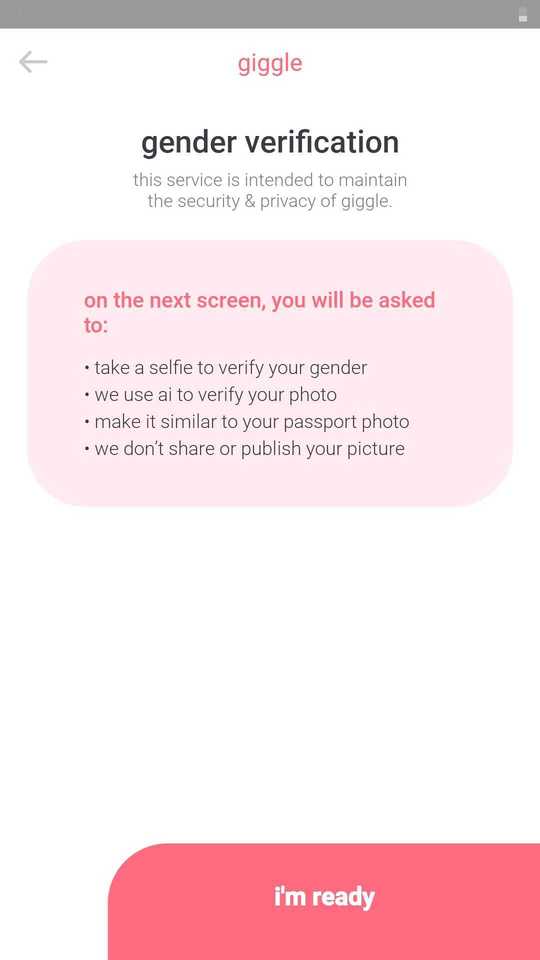 giggle
gender verification
this service is intended to maintain
the security & privacy of giggle.
on the next screen, you will be asked
to:
• take a selfie to verify your gender
• we use ai to verify your photo
• make it similar to your passport photo
• we don't share or publish your picture
i'm ready